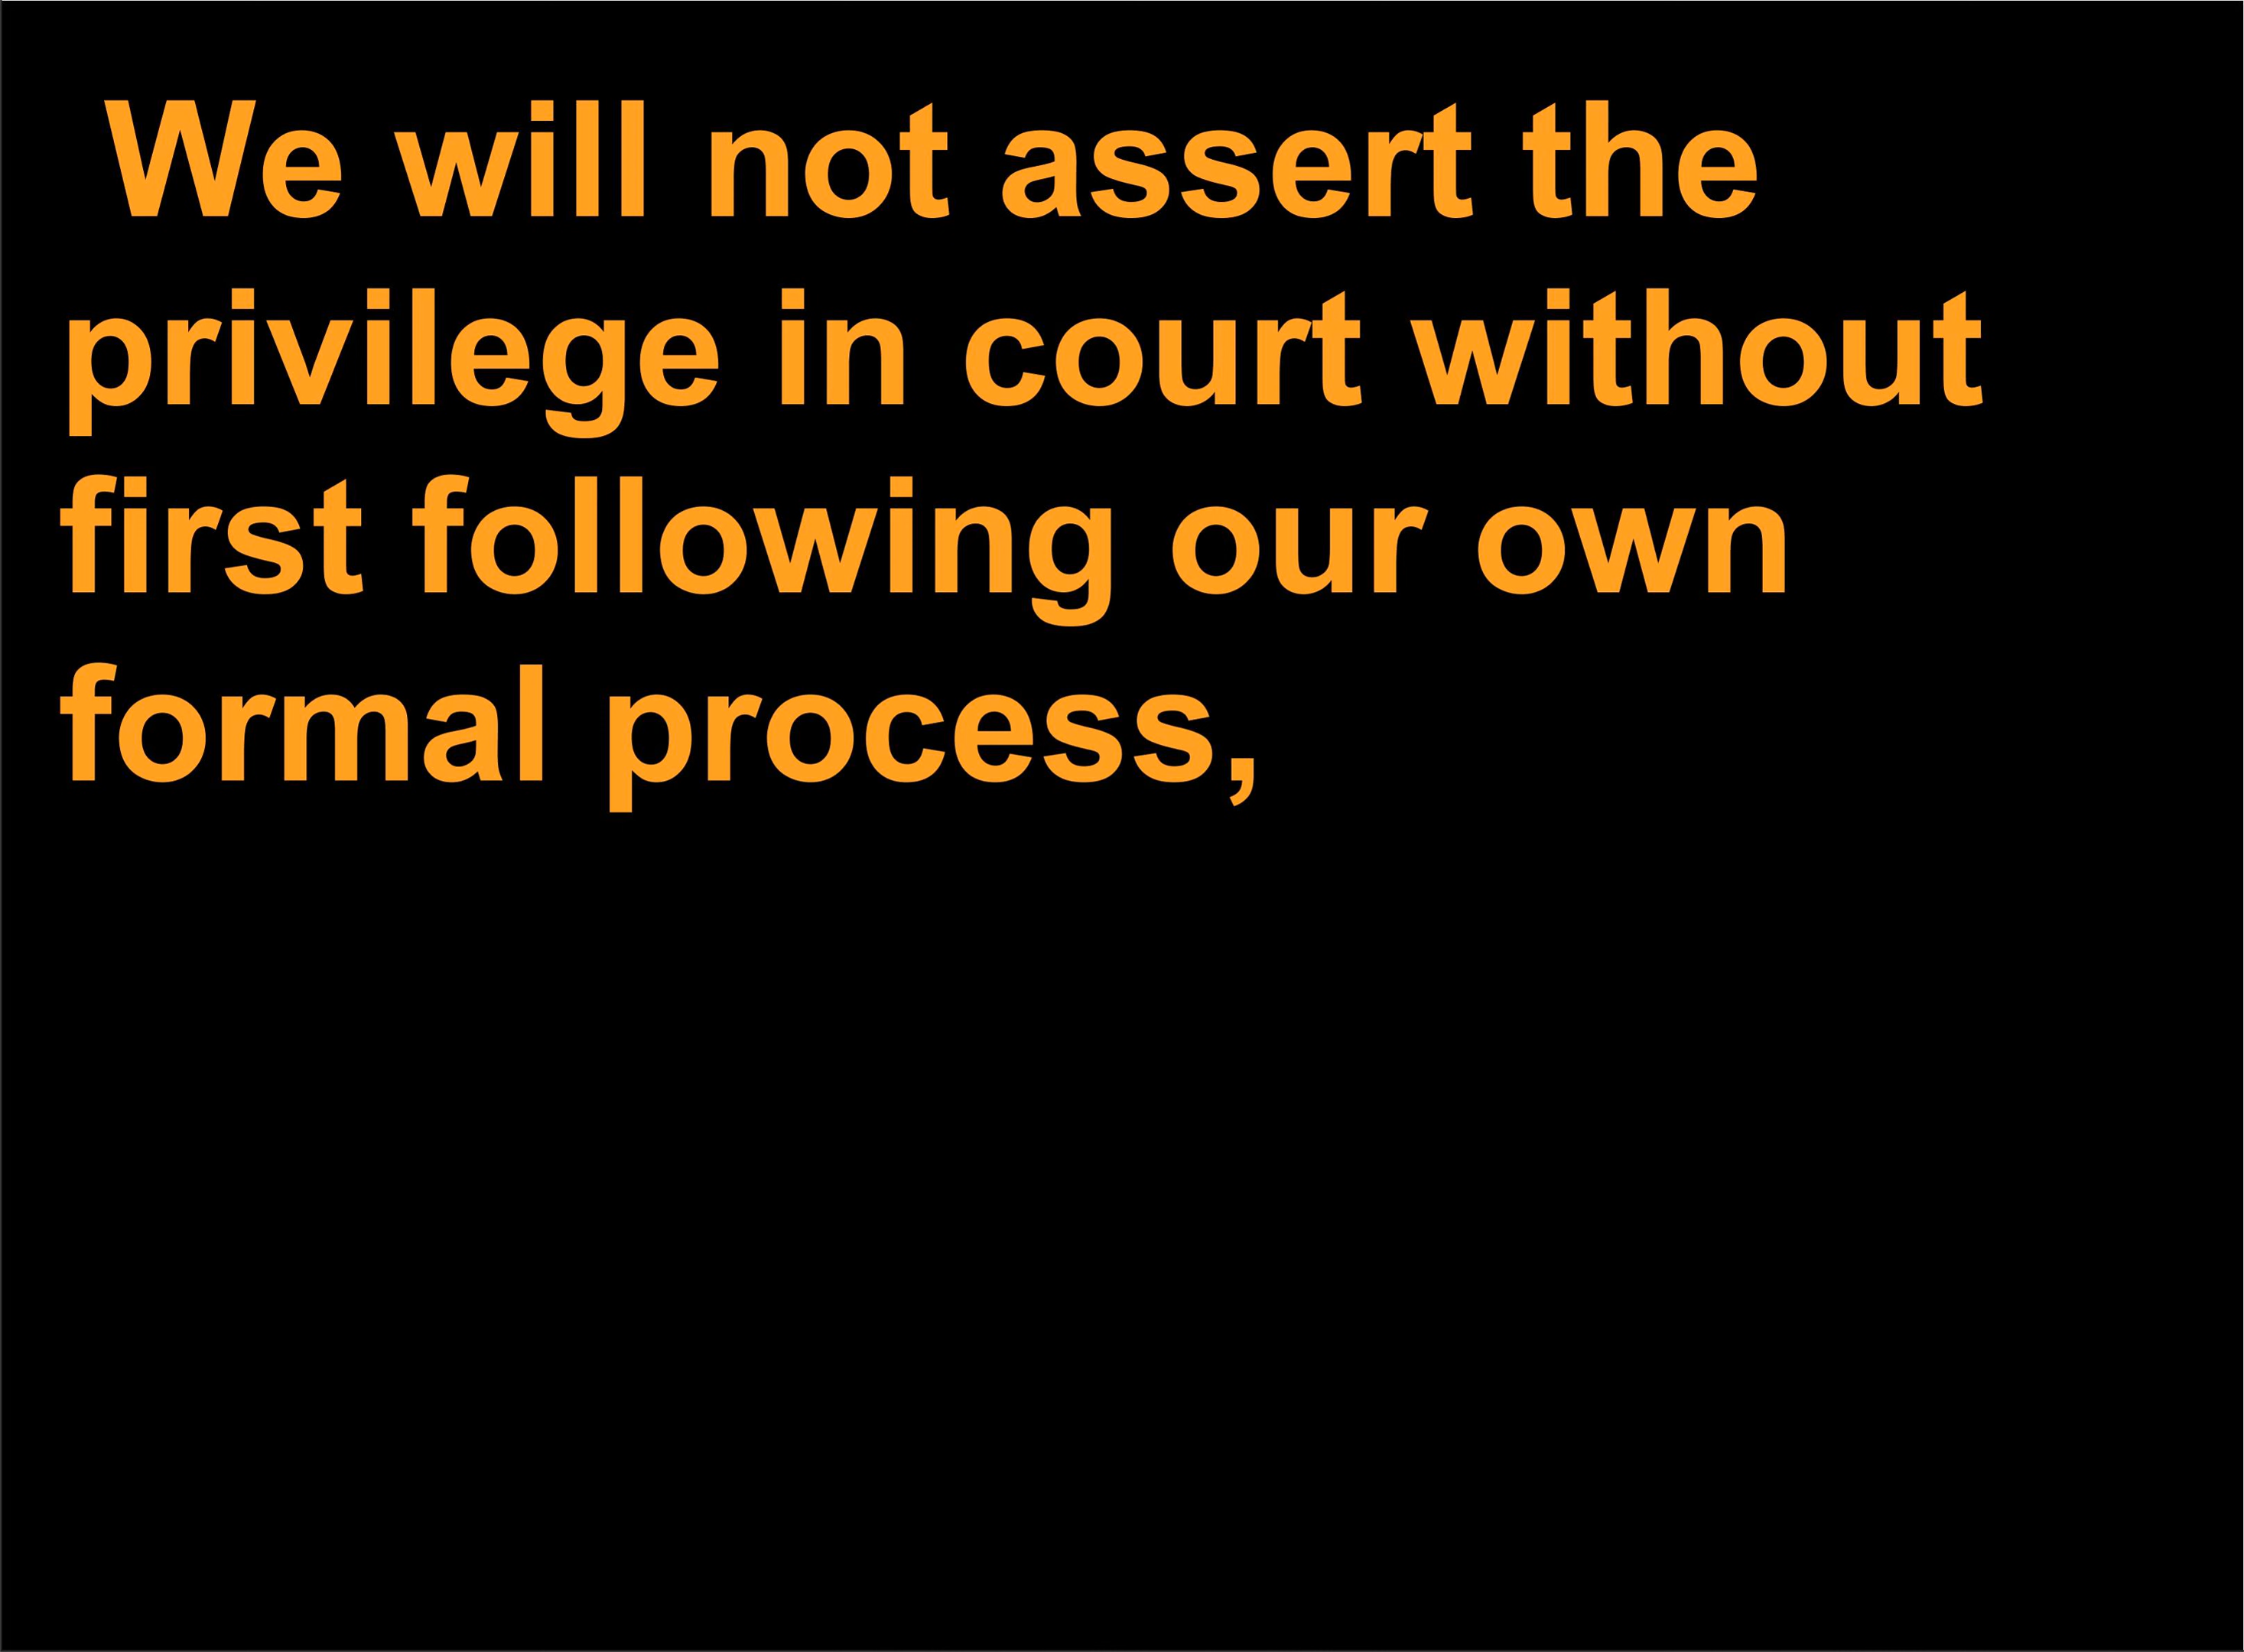 We will not assert the
privilege in court without
first following our own
formal process,